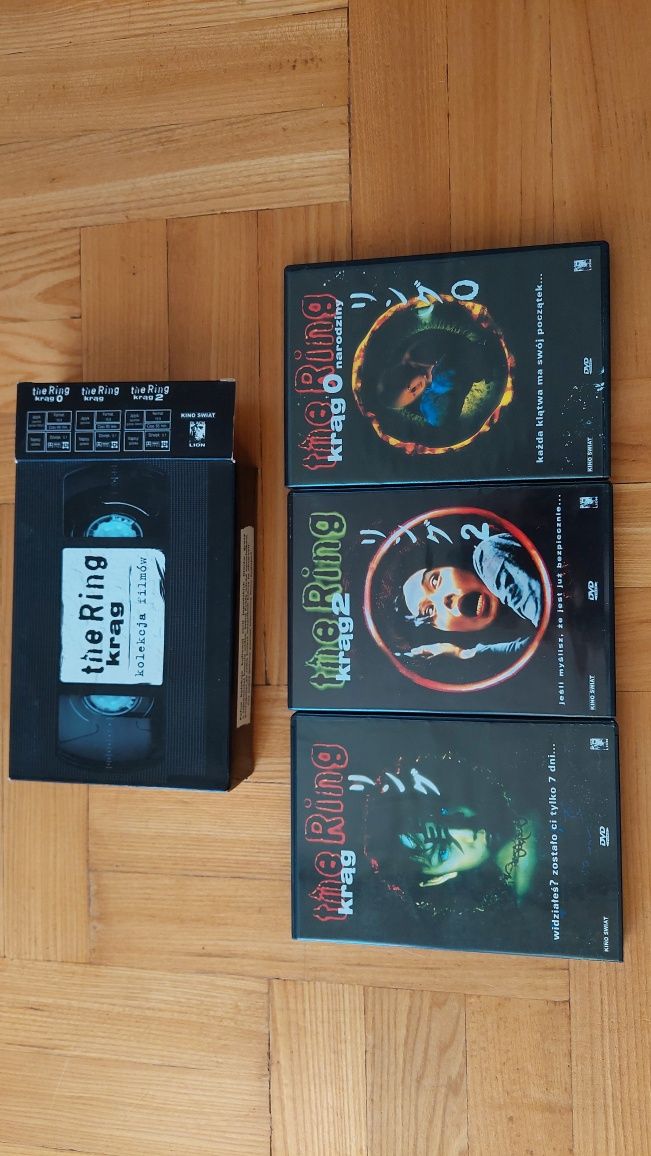 the Ring
krąg 0
the Ring
krąg
the Ring
krąg 2
KINO ŚWIAT
LION
the Ring
krąg
kolekcja filmów
the Ring
krąg 0 narodziny
リング 0
każda klątwa ma swój początek...
KINO ŚWIAT
DVD
LION
the Ring
krąg 2
リング 2
jeśli myślisz, że jest już bezpiecznie...
KINO ŚWIAT
DVD
LION
the Ring
krąg
リング
widziałeś? zostało ci tylko 7 dni...
KINO ŚWIAT
DVD
LION